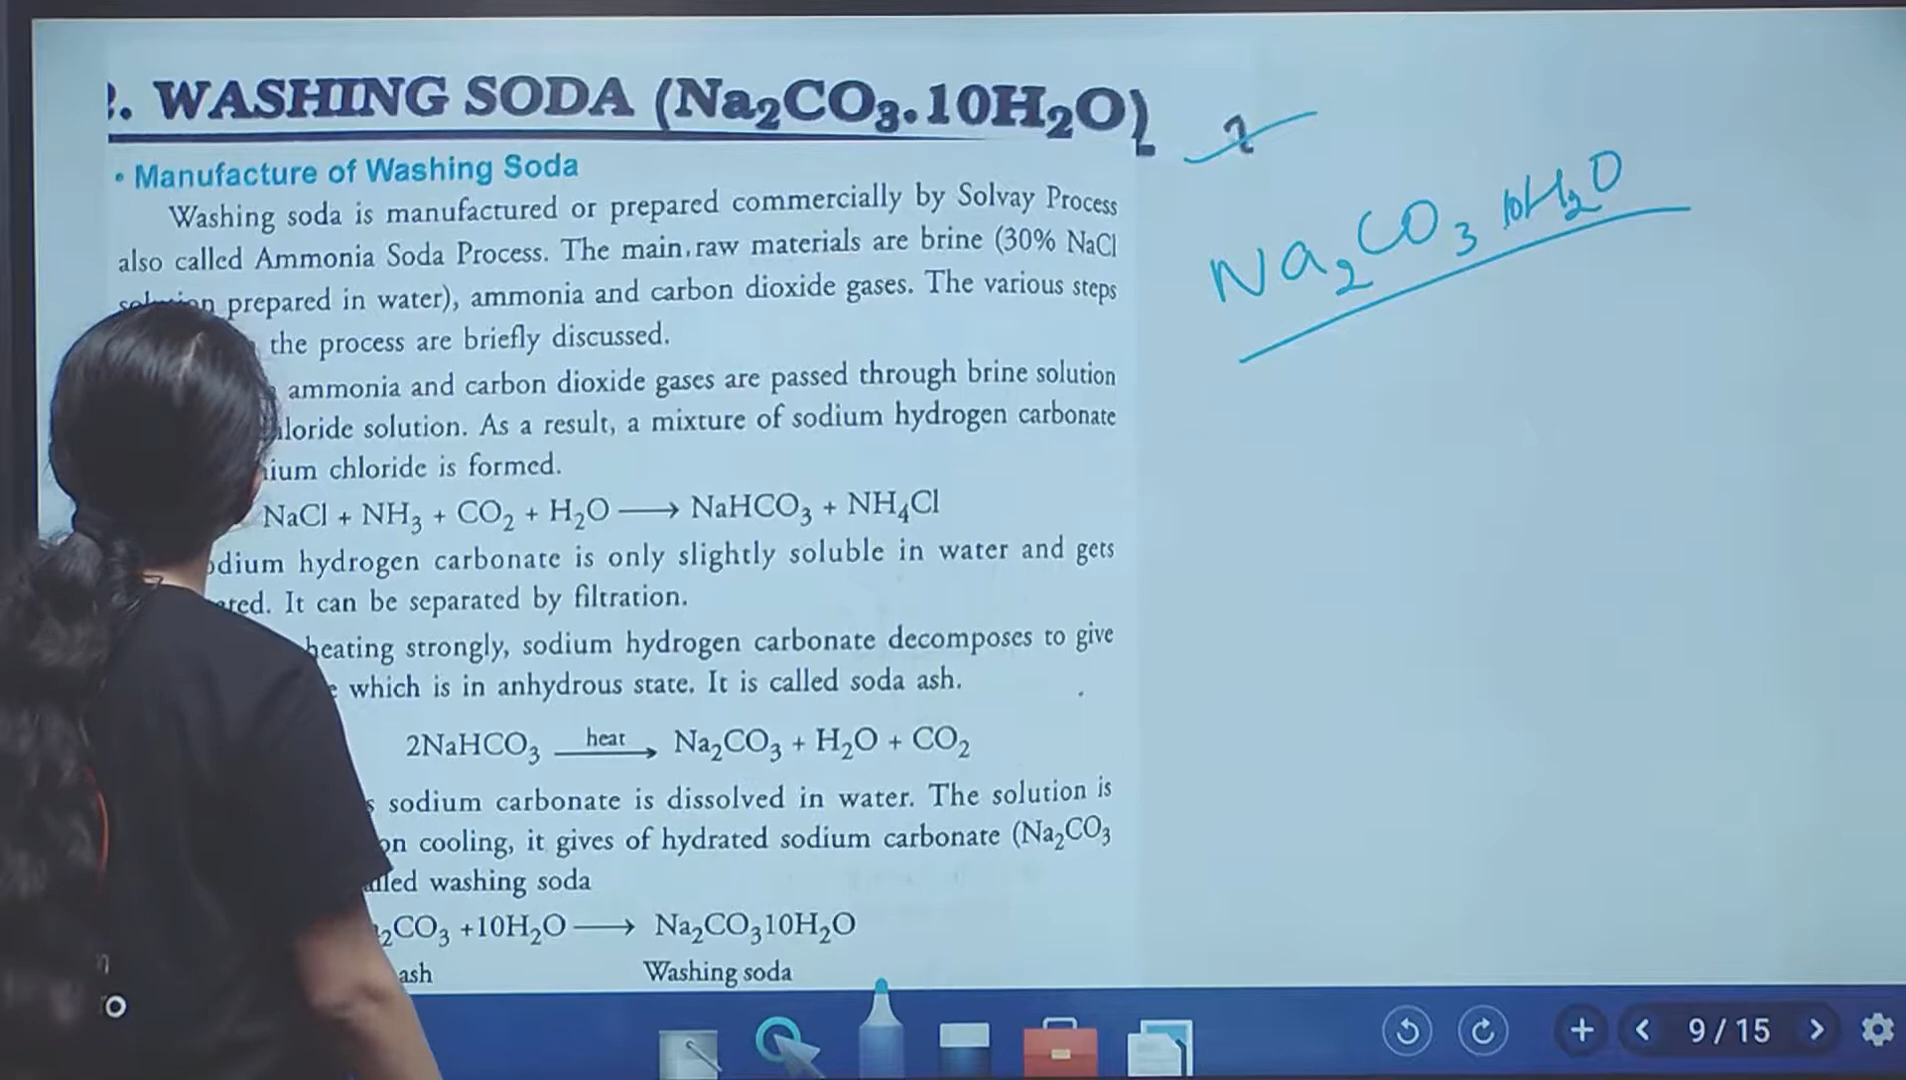 . WASHING SODA (Na₂CO₃.10H₂O)
• Manufacture of Washing Soda
Washing soda is manufactured or prepared commercially by Solvay Process
also called Ammonia Soda Process. The main, raw materials are brine (30% NaCl
prepared in water), ammonia and carbon dioxide gases. The various steps
the process are briefly discussed.
ammonia and carbon dioxide gases are passed through brine solution
loride solution. As a result, a mixture of sodium hydrogen carbonate
ium chloride is formed.
NaCl + NH₃ + CO₂ + H₂O ⟶ NaHCO₃ + NH₄Cl
dium hydrogen carbonate is only slightly soluble in water and gets
ted. It can be separated by filtration.
heating strongly, sodium hydrogen carbonate decomposes to give
which is in anhydrous state. It is called soda ash.
2NaHCO₃ heat⟶ Na₂CO₃ + H₂O + CO₂
s sodium carbonate is dissolved in water. The solution is
on cooling, it gives of hydrated sodium carbonate (Na₂CO₃
lled washing soda
₂CO₃ +10H₂O ⟶ Na₂CO₃10H₂O
ash Washing soda
Na₂CO₃ 10H₂O
9/15